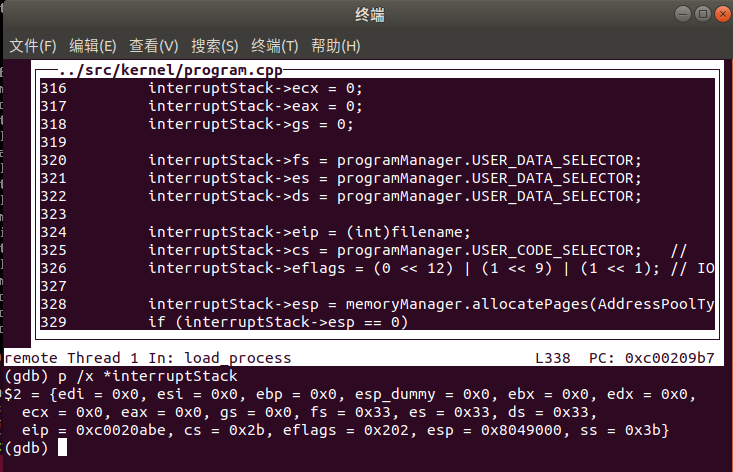 终端
文件(F) 编辑(E) 查看(V) 搜索(S) 终端(T) 帮助(H)
../src/kernel/program.cpp
316 interruptStack->ecx = 0;
317 interruptStack->eax = 0;
318 interruptStack->gs = 0;
319
320 interruptStack->fs = programManager.USER_DATA_SELECTOR;
321 interruptStack->es = programManager.USER_DATA_SELECTOR;
322 interruptStack->ds = programManager.USER_DATA_SELECTOR;
323
324 interruptStack->eip = (int)filename;
325 interruptStack->cs = programManager.USER_CODE_SELECTOR; //
326 interruptStack->eflags = (0 << 12) | (1 << 9) | (1 << 1); // IO
327
328 interruptStack->esp = memoryManager.allocatePages(AddressPoolTy
329 if (interruptStack->esp == 0)
remote Thread 1 In: load_process L338 PC: 0xc00209b7
(gdb) p /x *interruptStack
$2 = {edi = 0x0, esi = 0x0, ebp = 0x0, esp_dummy = 0x0, ebx = 0x0, edx = 0x0,
ecx = 0x0, eax = 0x0, gs = 0x0, fs = 0x33, es = 0x33, ds = 0x33,
eip = 0xc0020abe, cs = 0x2b, eflags = 0x202, esp = 0x8049000, ss = 0x3b}
(gdb)